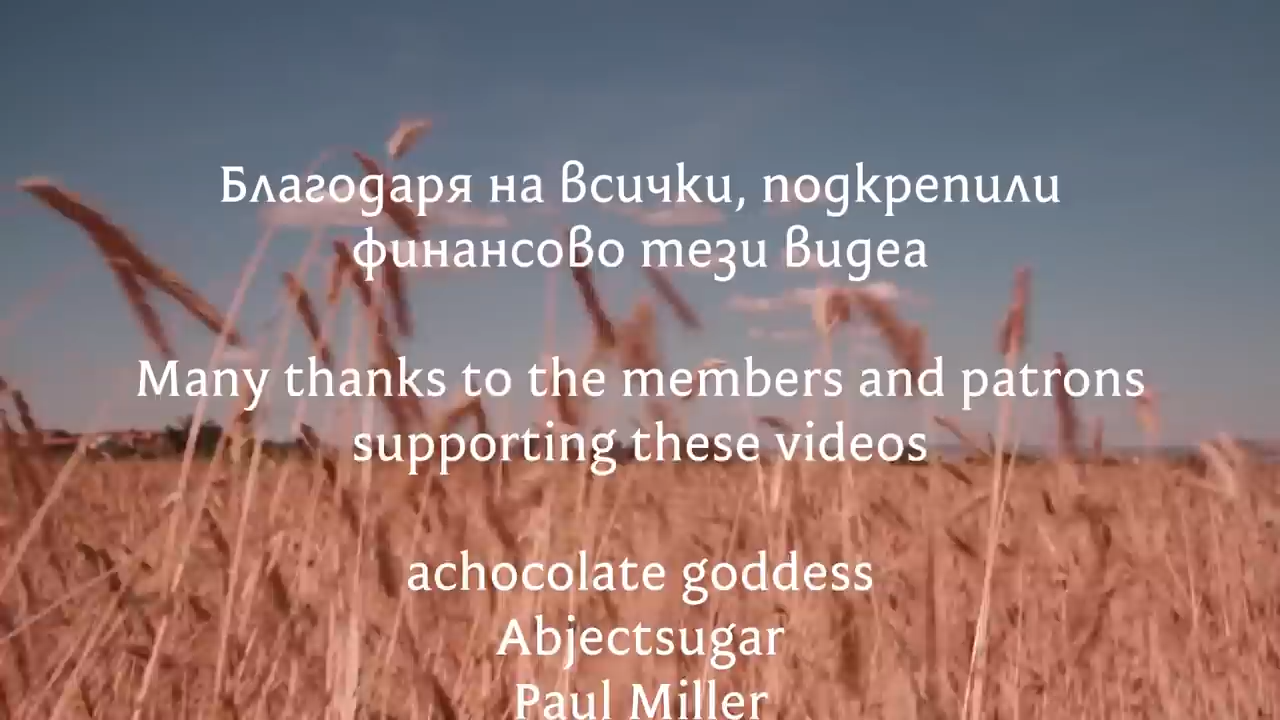 Благодаря на всички, подкрепили
финансово тези видеа
Many thanks to the members and patrons
supporting these videos
achocolate goddess
Abjectsugar
Paul Miller